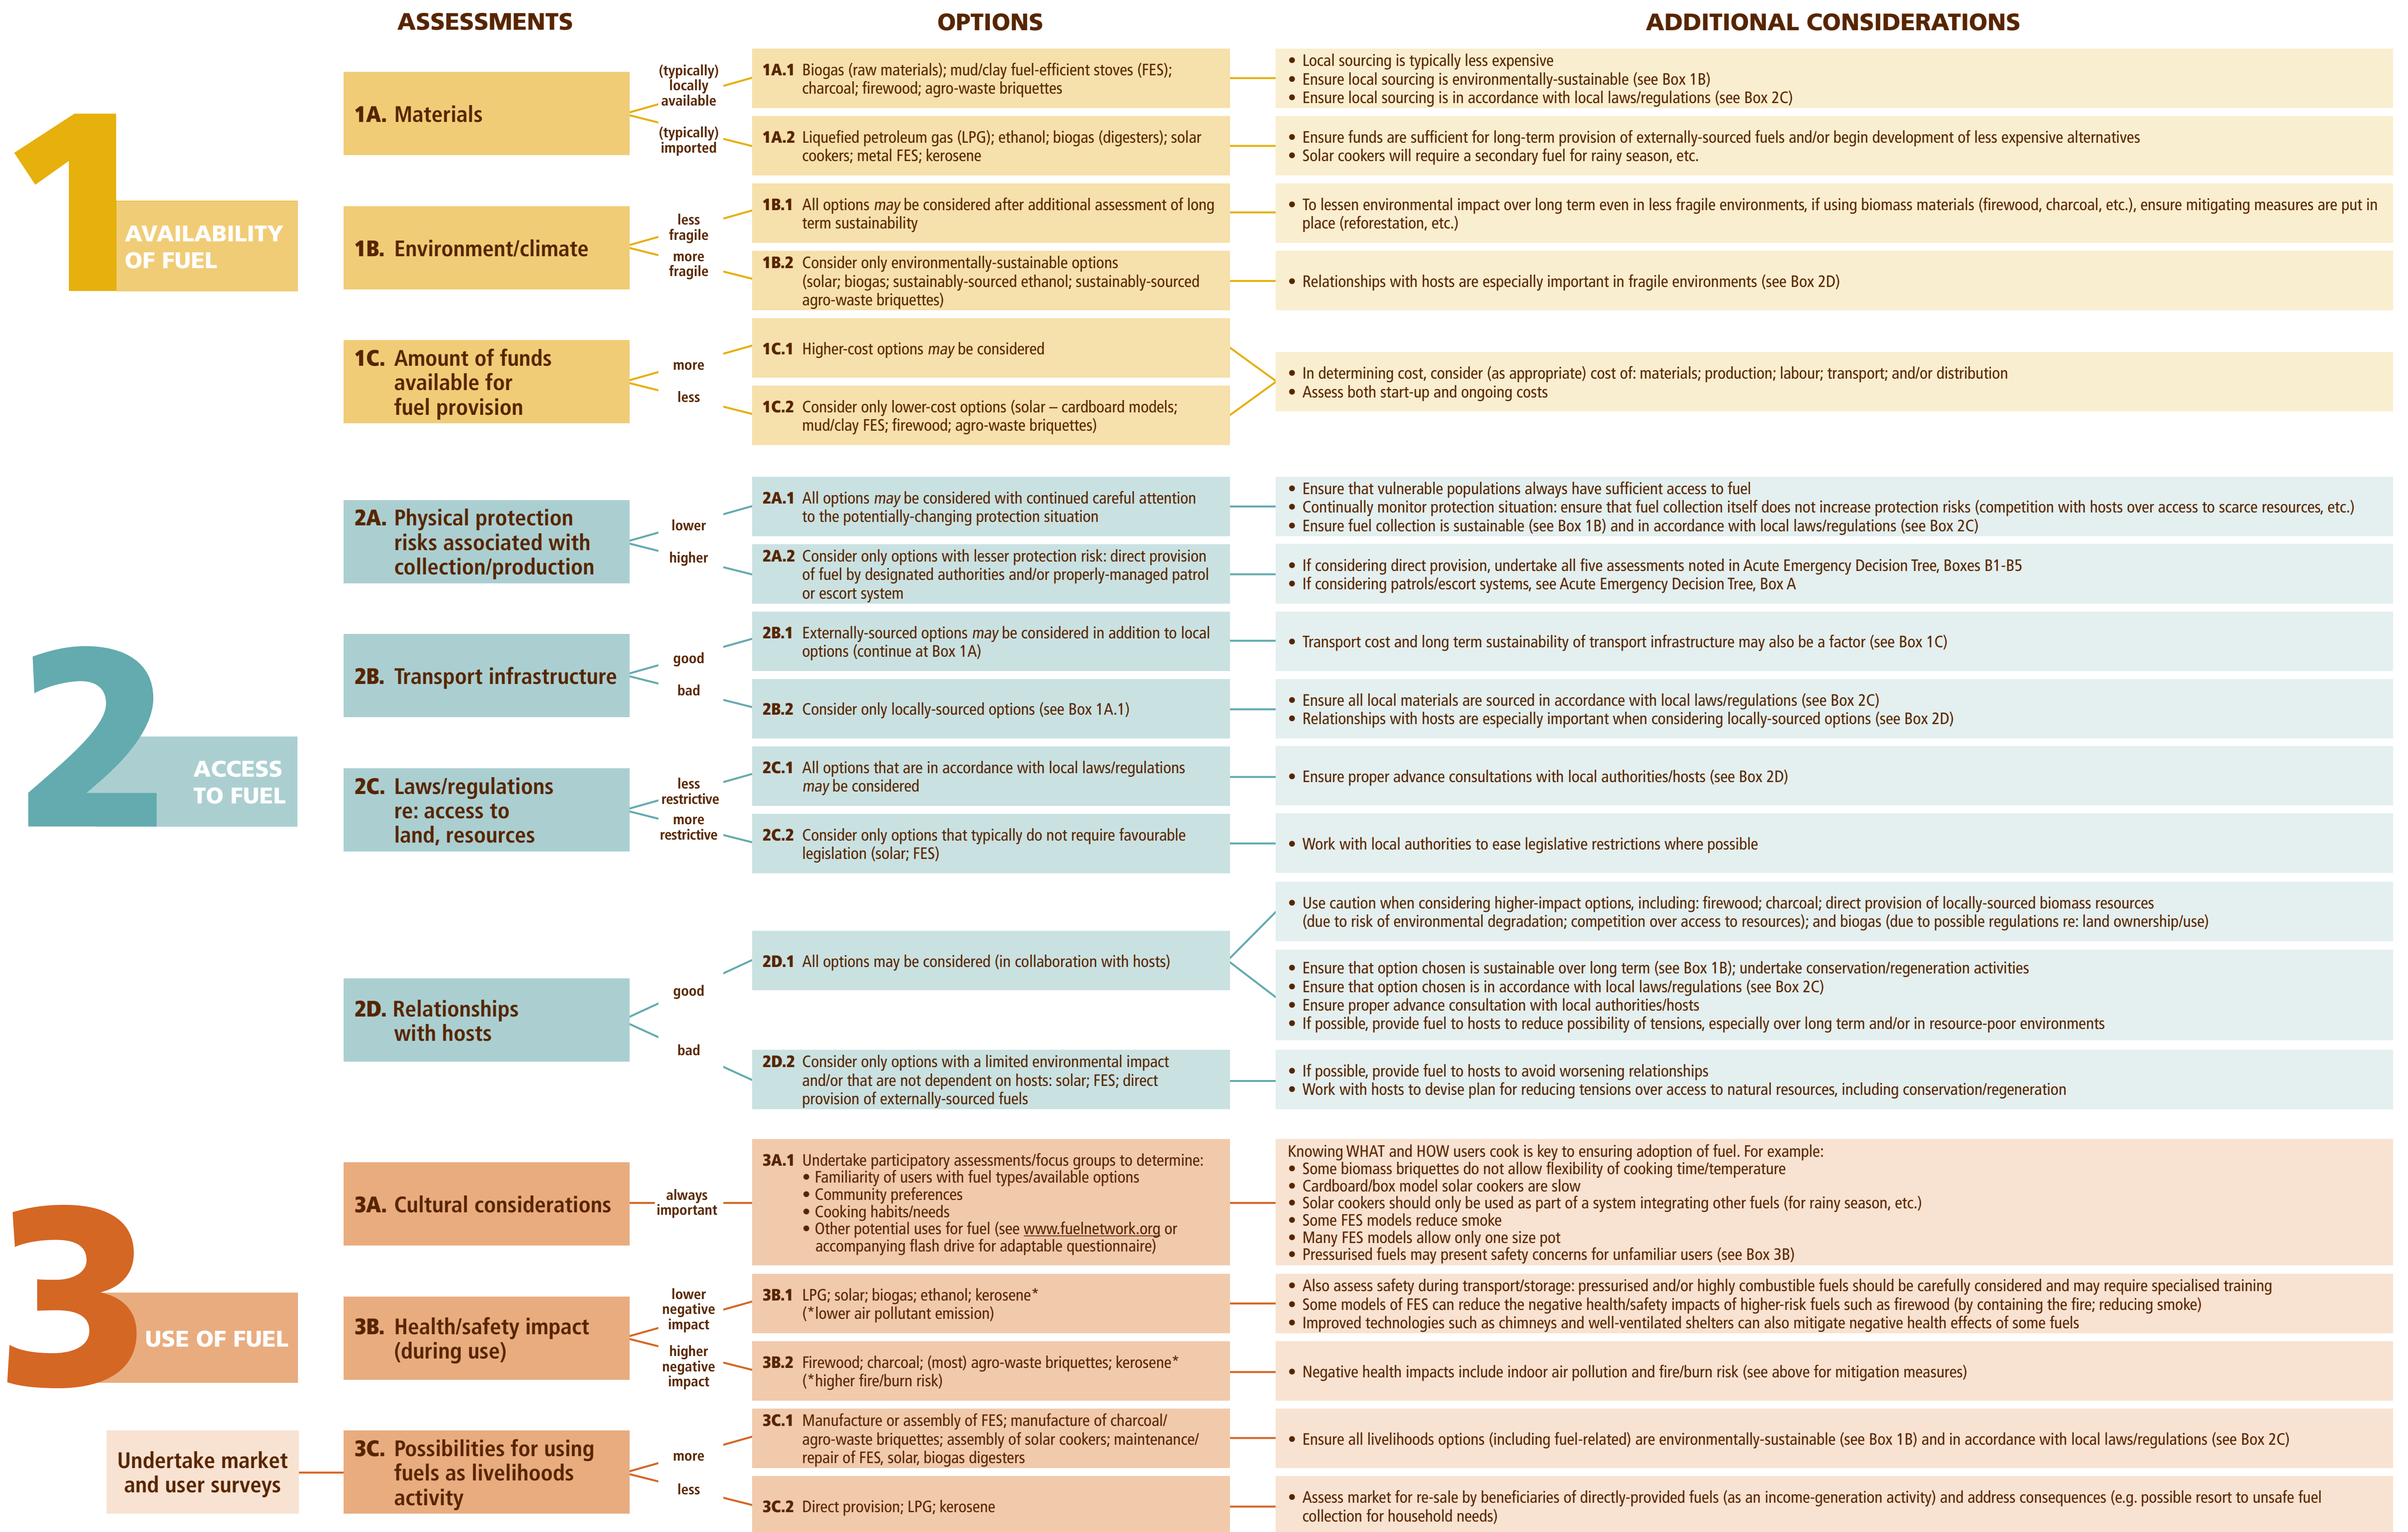 ASSESSMENTS
OPTIONS
ADDITIONAL CONSIDERATIONS
1
AVAILABILITY
OF FUEL
1A. Materials
(typically)
locally
available
1A.1 Biogas (raw materials); mud/clay fuel-efficient stoves (FES);
charcoal; firewood; agro-waste briquettes
• Local sourcing is typically less expensive
• Ensure local sourcing is environmentally-sustainable (see Box 1B)
• Ensure local sourcing is in accordance with local laws/regulations (see Box 2C)
(typically)
imported
1A.2 Liquefied petroleum gas (LPG); ethanol; biogas (digesters); solar
cookers; metal FES; kerosene
• Ensure funds are sufficient for long-term provision of externally-sourced fuels and/or begin development of less expensive alternatives
• Solar cookers will require a secondary fuel for rainy season, etc.
1B. Environment/climate
less
fragile
1B.1 All options may be considered after additional assessment of long
term sustainability
• To lessen environmental impact over long term even in less fragile environments, if using biomass materials (firewood, charcoal, etc.), ensure mitigating measures are put in
place (reforestation, etc.)
more
fragile
1B.2 Consider only environmentally-sustainable options
(solar; biogas; sustainably-sourced ethanol; sustainably-sourced
agro-waste briquettes)
• Relationships with hosts are especially important in fragile environments (see Box 2D)
1C. Amount of funds
available for
fuel provision
more
1C.1 Higher-cost options may be considered
less
1C.2 Consider only lower-cost options (solar – cardboard models;
mud/clay FES; firewood; agro-waste briquettes)
• In determining cost, consider (as appropriate) cost of: materials; production; labour; transport; and/or distribution
• Assess both start-up and ongoing costs
2
ACCESS
TO FUEL
2A. Physical protection
risks associated with
collection/production
lower
2A.1 All options may be considered with continued careful attention
to the potentially-changing protection situation
• Ensure that vulnerable populations always have sufficient access to fuel
• Continually monitor protection situation: ensure that fuel collection itself does not increase protection risks (competition with hosts over access to scarce resources, etc.)
• Ensure fuel collection is sustainable (see Box 1B) and in accordance with local laws/regulations (see Box 2C)
higher
2A.2 Consider only options with lesser protection risk: direct provision
of fuel by designated authorities and/or properly-managed patrol
or escort system
• If considering direct provision, undertake all five assessments noted in Acute Emergency Decision Tree, Boxes B1-B5
• If considering patrols/escort systems, see Acute Emergency Decision Tree, Box A
2B. Transport infrastructure
good
2B.1 Externally-sourced options may be considered in addition to local
options (continue at Box 1A)
• Transport cost and long term sustainability of transport infrastructure may also be a factor (see Box 1C)
bad
2B.2 Consider only locally-sourced options (see Box 1A.1)
• Ensure all local materials are sourced in accordance with local laws/regulations (see Box 2C)
• Relationships with hosts are especially important when considering locally-sourced options (see Box 2D)
2C. Laws/regulations
re: access to
land, resources
less
restrictive
2C.1 All options that are in accordance with local laws/regulations
may be considered
• Ensure proper advance consultations with local authorities/hosts (see Box 2D)
more
restrictive
2C.2 Consider only options that typically do not require favourable
legislation (solar; FES)
• Work with local authorities to ease legislative restrictions where possible
2D. Relationships
with hosts
good
2D.1 All options may be considered (in collaboration with hosts)
• Use caution when considering higher-impact options, including: firewood; charcoal; direct provision of locally-sourced biomass resources
(due to risk of environmental degradation; competition over access to resources); and biogas (due to possible regulations re: land ownership/use)
• Ensure that option chosen is sustainable over long term (see Box 1B); undertake conservation/regeneration activities
• Ensure that option chosen is in accordance with local laws/regulations (see Box 2C)
• Ensure proper advance consultation with local authorities/hosts
• If possible, provide fuel to hosts to reduce possibility of tensions, especially over long term and/or in resource-poor environments
bad
2D.2 Consider only options with a limited environmental impact
and/or that are not dependent on hosts: solar; FES; direct
provision of externally-sourced fuels
• If possible, provide fuel to hosts to avoid worsening relationships
• Work with hosts to devise plan for reducing tensions over access to natural resources, including conservation/regeneration
3
USE OF FUEL
3A. Cultural considerations
always
important
3A.1 Undertake participatory assessments/focus groups to determine:
• Familiarity of users with fuel types/available options
• Community preferences
• Cooking habits/needs
• Other potential uses for fuel (see www.fuelnetwork.org or
accompanying flash drive for adaptable questionnaire)
Knowing WHAT and HOW users cook is key to ensuring adoption of fuel. For example:
• Some biomass briquettes do not allow flexibility of cooking time/temperature
• Cardboard/box model solar cookers are slow
• Solar cookers should only be used as part of a system integrating other fuels (for rainy season, etc.)
• Some FES models reduce smoke
• Many FES models allow only one size pot
• Pressurised fuels may present safety concerns for unfamiliar users (see Box 3B)
3B. Health/safety impact
(during use)
lower
negative
impact
3B.1 LPG; solar; biogas; ethanol; kerosene*
(*lower air pollutant emission)
• Also assess safety during transport/storage: pressurised and/or highly combustible fuels should be carefully considered and may require specialised training
• Some models of FES can reduce the negative health/safety impacts of higher-risk fuels such as firewood (by containing the fire; reducing smoke)
• Improved technologies such as chimneys and well-ventilated shelters can also mitigate negative health effects of some fuels
higher
negative
impact
3B.2 Firewood; charcoal; (most) agro-waste briquettes; kerosene*
(*higher fire/burn risk)
• Negative health impacts include indoor air pollution and fire/burn risk (see above for mitigation measures)
Undertake market
and user surveys
3C. Possibilities for using
fuels as livelihoods
activity
more
3C.1 Manufacture or assembly of FES; manufacture of charcoal/
agro-waste briquettes; assembly of solar cookers; maintenance/
repair of FES, solar, biogas digesters
• Ensure all livelihoods options (including fuel-related) are environmentally-sustainable (see Box 1B) and in accordance with local laws/regulations (see Box 2C)
less
3C.2 Direct provision; LPG; kerosene
• Assess market for re-sale by beneficiaries of directly-provided fuels (as an income-generation activity) and address consequences (e.g. possible resort to unsafe fuel
collection for household needs)